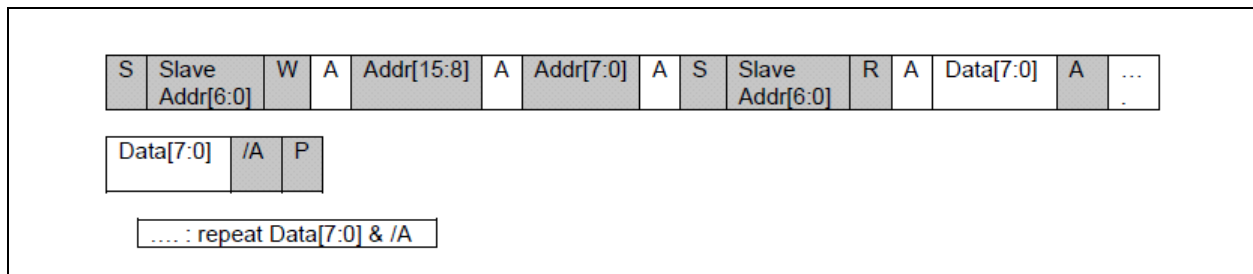 S Slave W A Addr[15:8] A Addr[7:0] A S Slave R A Data[7:0] A …
Addr[6:0] Addr[6:0] .
Data[7:0] /A P
…. : repeat Data[7:0] & /A